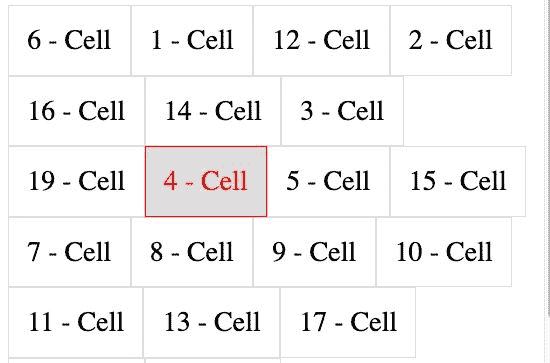 6 - Cell 1 - Cell 12 - Cell 2 - Cell
16 - Cell 14 - Cell 3 - Cell
19 - Cell 4 - Cell 5 - Cell 15 - Cell
7 - Cell 8 - Cell 9 - Cell 10 - Cell
11 - Cell 13 - Cell 17 - Cell